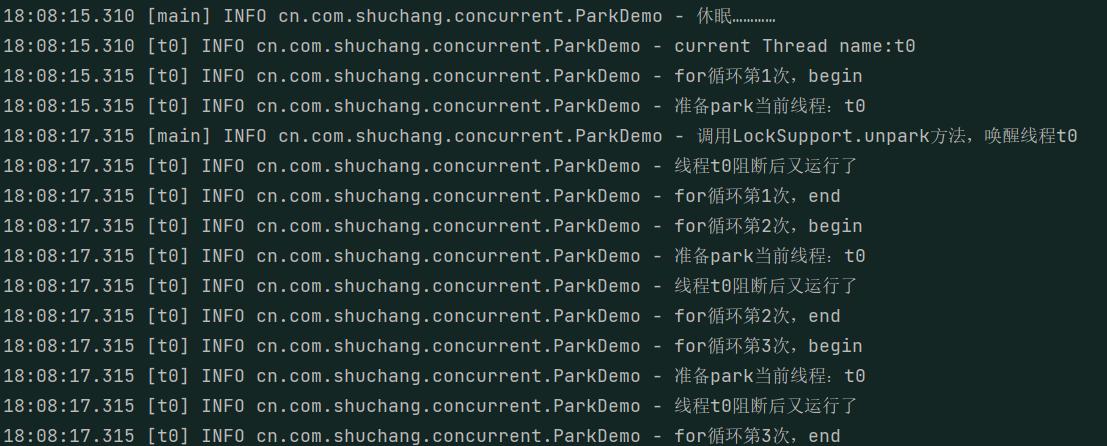 18:08:15.310 [main] INFO cn.com.shuchang.concurrent.ParkDemo - 休眠…………
18:08:15.315 [t0] INFO cn.com.shuchang.concurrent.ParkDemo - current Thread name:t0
18:08:15.315 [t0] INFO cn.com.shuchang.concurrent.ParkDemo - for循环第1次，begin
18:08:15.315 [t0] INFO cn.com.shuchang.concurrent.ParkDemo - 准备park当前线程：t0
18:08:17.315 [main] INFO cn.com.shuchang.concurrent.ParkDemo - 调用LockSupport.unpark方法，唤醒线程t0
18:08:17.315 [t0] INFO cn.com.shuchang.concurrent.ParkDemo - 线程t0阻断后又运行了
18:08:17.315 [t0] INFO cn.com.shuchang.concurrent.ParkDemo - for循环第1次，end
18:08:17.315 [t0] INFO cn.com.shuchang.concurrent.ParkDemo - for循环第2次，begin
18:08:17.315 [t0] INFO cn.com.shuchang.concurrent.ParkDemo - 准备park当前线程：t0
18:08:17.315 [t0] INFO cn.com.shuchang.concurrent.ParkDemo - 线程t0阻断后又运行了
18:08:17.315 [t0] INFO cn.com.shuchang.concurrent.ParkDemo - for循环第2次，end
18:08:17.315 [t0] INFO cn.com.shuchang.concurrent.ParkDemo - for循环第3次，begin
18:08:17.315 [t0] INFO cn.com.shuchang.concurrent.ParkDemo - 准备park当前线程：t0
18:08:17.315 [t0] INFO cn.com.shuchang.concurrent.ParkDemo - 线程t0阻断后又运行了
18:08:17.315 [t0] INFO cn.com.shuchang.concurrent.ParkDemo - for循环第3次，end